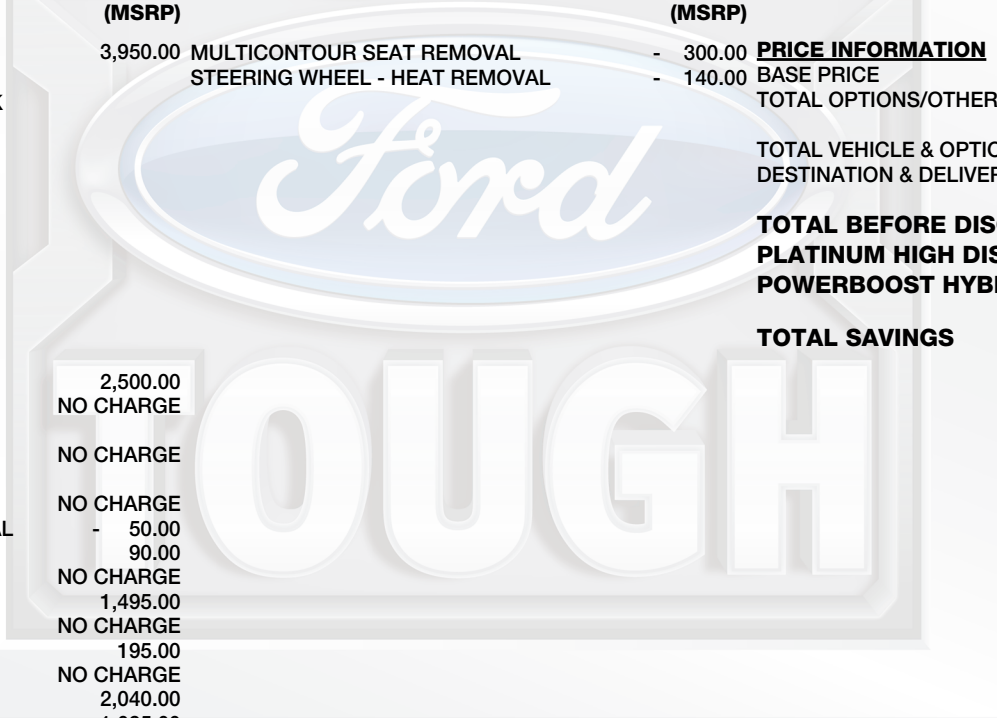 (MSRP)
3,950.00
K
2,500.00
NO CHARGE
NO CHARGE
NO CHARGE
AL - 50.00
90.00
NO CHARGE
1,495.00
NO CHARGE
195.00
NO CHARGE
2,040.00
(MSRP)
MULTICONTOUR SEAT REMOVAL - 300.00
STEERING WHEEL - HEAT REMOVAL - 140.00
PRICE INFORMATION
BASE PRICE
TOTAL OPTIONS/OTHER
TOTAL VEHICLE & OPTIO
DESTINATION & DELIVER
TOTAL BEFORE DIS
PLATINUM HIGH DIS
POWERBOOST HYB
TOTAL SAVINGS
Ford
TOUGH